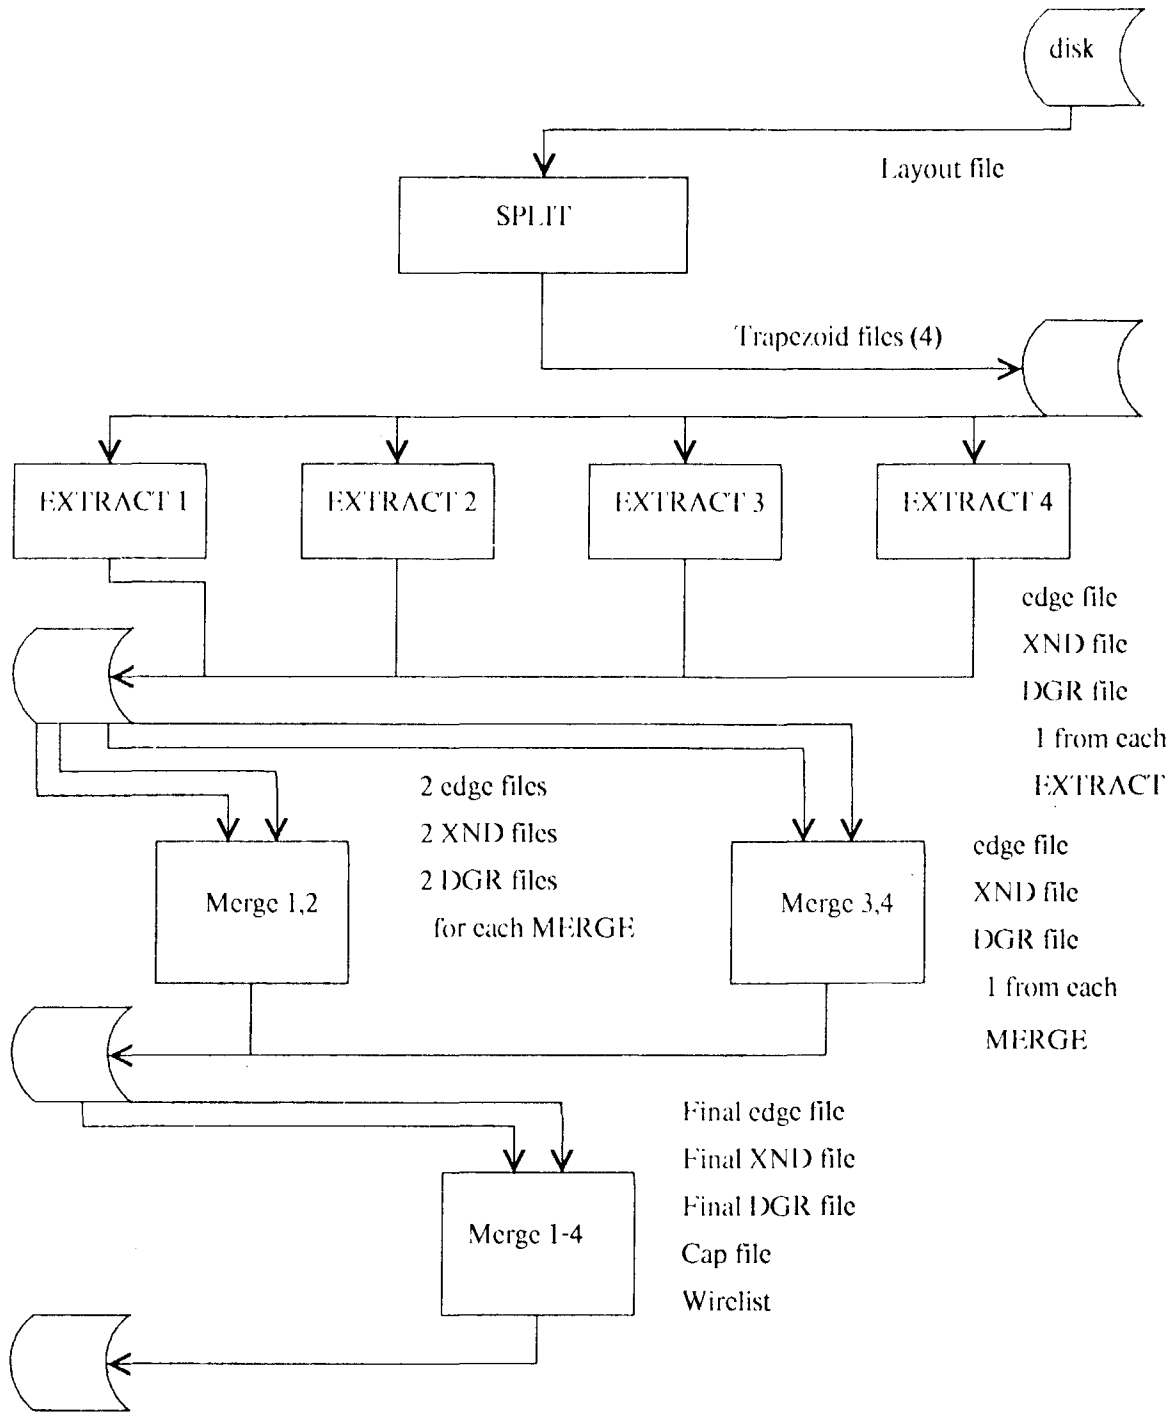 disk
Layout file
SPLIT
Trapezoid files (4)
EXTRACT 1
EXTRACT 2
EXTRACT 3
EXTRACT 4
edge file
XND file
DGR file
1 from each
EXTRACT
2 edge files
2 XND files
2 DGR files
for each MERGE
Merge 1,2
Merge 3,4
edge file
XND file
DGR file
1 from each
MERGE
Final edge file
Final XND file
Final DGR file
Cap file
Wirelist
Merge 1-4